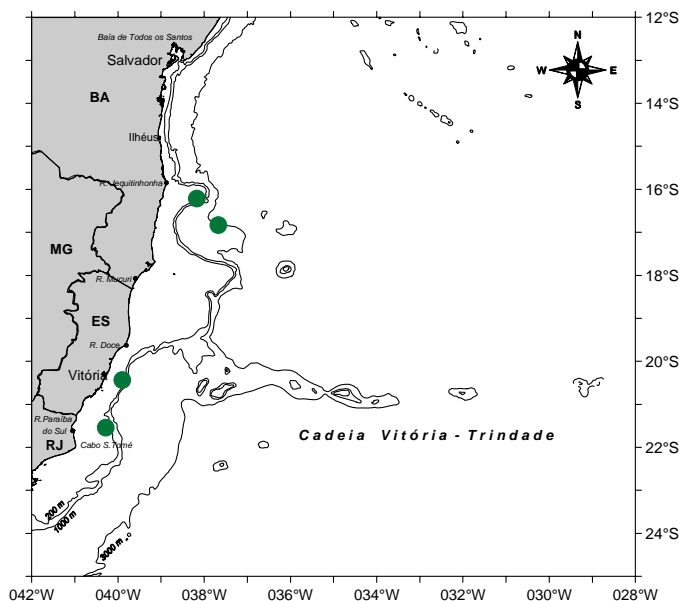 12°S
Baía de Todos os Santos
N
Salvador
W
E
S
BA
14°S
Ilhéus
R. Jequitinhonha
16°S
MG
R. Mucuri
18°S
ES
R. Doce
20°S
Vitória
R.Paraíba
do Sul
RJ
Cabo S.Tomé
Cadeia Vitória - Trindade
22°S
200 m
1000 m
3000 m
24°S
042°W
040°W
038°W
036°W
034°W
032°W
030°W
028°W